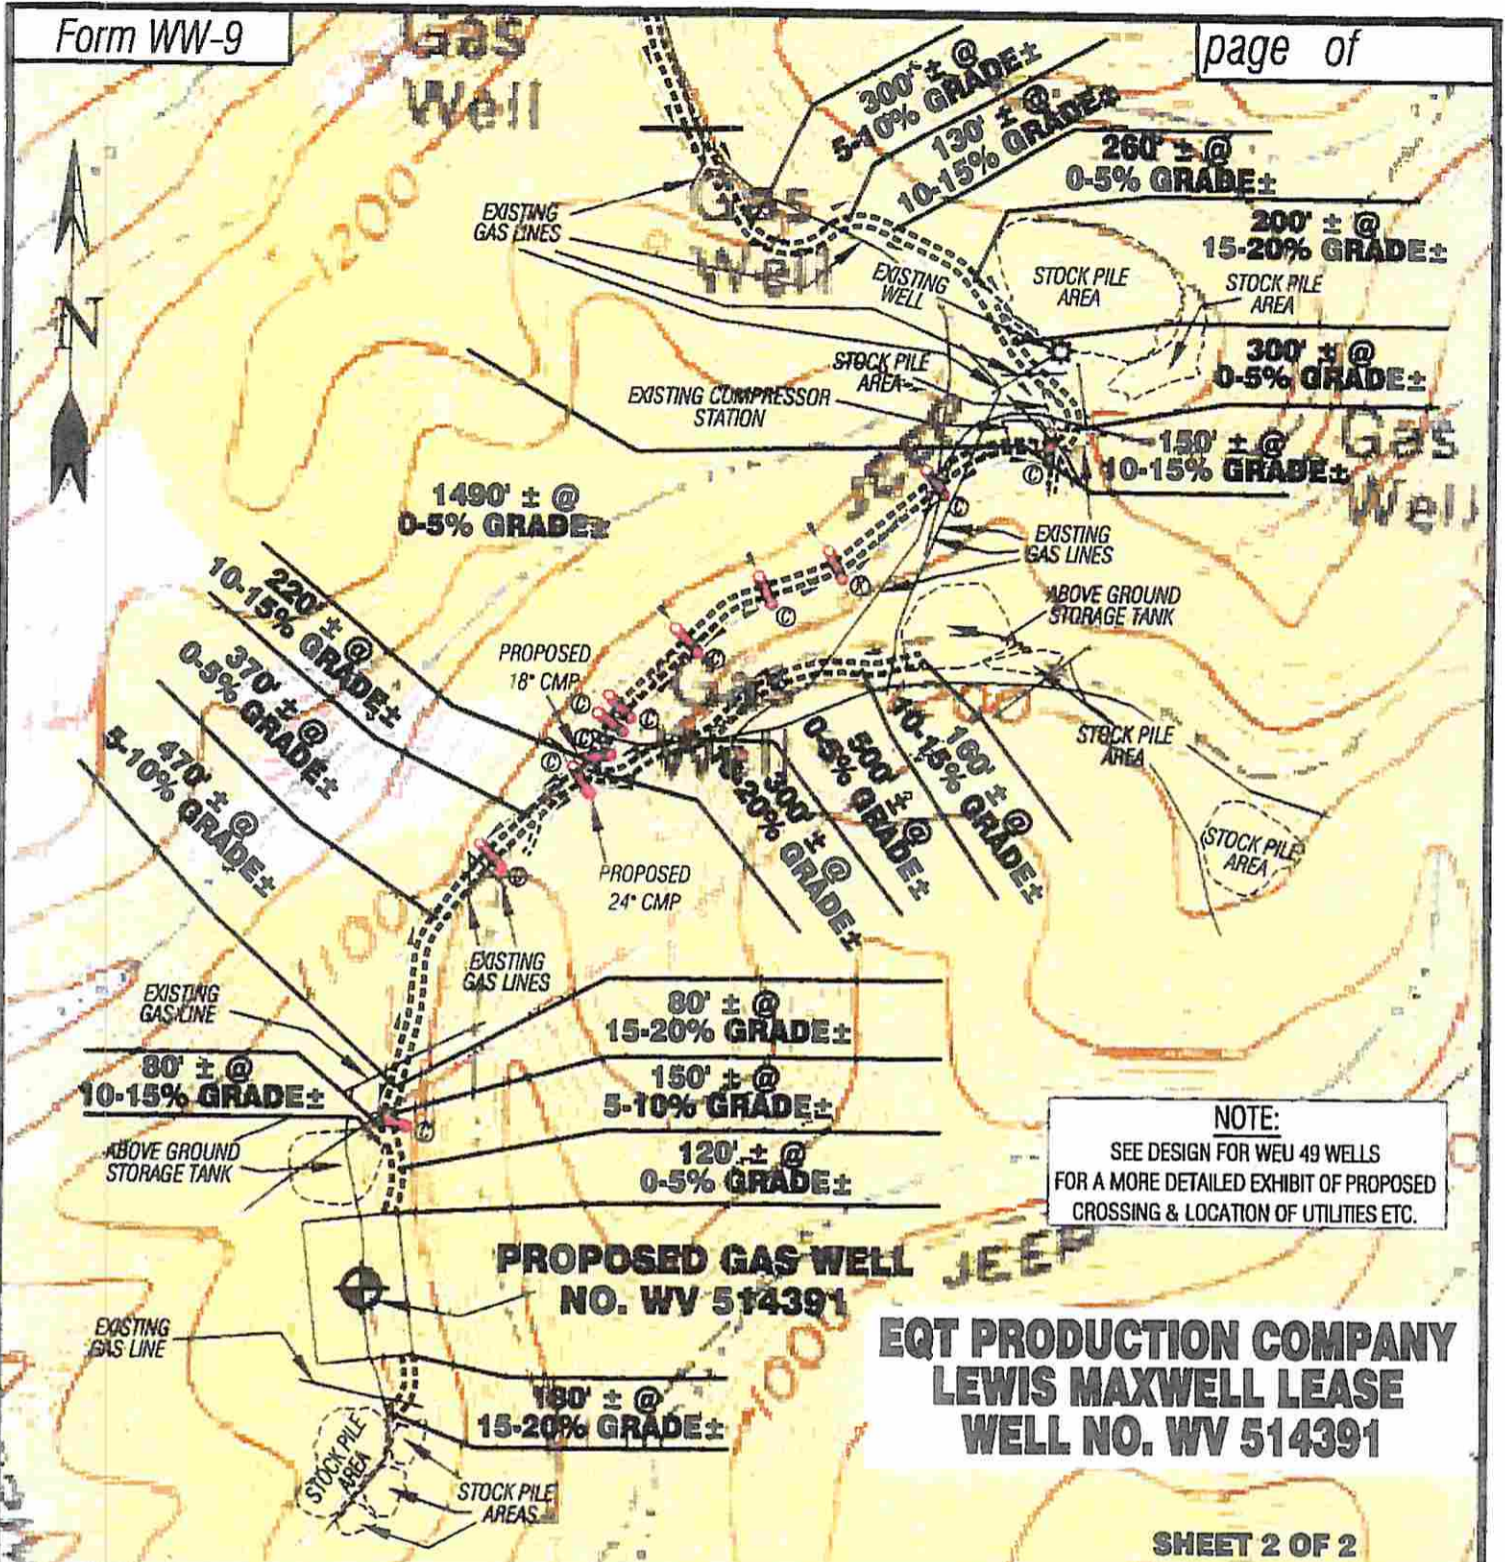 Form WW-9
page of
Gas
Well
300' ± @
5-10% GRADE±
130' ± @
10-15% GRADE±
260' ± @
0-5% GRADE±
200' ± @
15-20% GRADE±
1200
EXISTING
GAS LINES
Gas
Well
EXISTING
WELL
STOCK PILE
AREA
STOCK PILE
AREA
N
STOCK PILE
AREA
300' ± @
0-5% GRADE±
EXISTING COMPRESSOR
STATION
Gas
Well
150' ± @
10-15% GRADE±
C
1490' ± @
0-5% GRADE±
C
EXISTING
GAS LINES
K
C
ABOVE GROUND
STORAGE TANK
220' ± @
10-15% GRADE±
370' ± @
0-5% GRADE±
470' ± @
5-10% GRADE±
PROPOSED
18" CMP
C
C
C
C
C
Gas
Well
STOCK PILE
AREA
300' ± @
500' ± @
0-5% GRADE±
160' ± @
10-15% GRADE±
STOCK PILE
AREA
PROPOSED
24" CMP
1100
EXISTING
GAS LINES
EXISTING
GAS LINE
80' ± @
15-20% GRADE±
80' ± @
10-15% GRADE±
150' ± @
5-10% GRADE±
C
ABOVE GROUND
STORAGE TANK
120' ± @
0-5% GRADE±
NOTE:
SEE DESIGN FOR WEU 49 WELLS
FOR A MORE DETAILED EXHIBIT OF PROPOSED
CROSSING & LOCATION OF UTILITIES ETC.
PROPOSED GAS WELL
NO. WV 514391
JEEP
1000
EXISTING
GAS LINE
EQT PRODUCTION COMPANY
LEWIS MAXWELL LEASE
WELL NO. WV 514391
180' ± @
15-20% GRADE±
STOCK PILE
AREA
STOCK PILE
AREAS
SHEET 2 OF 2